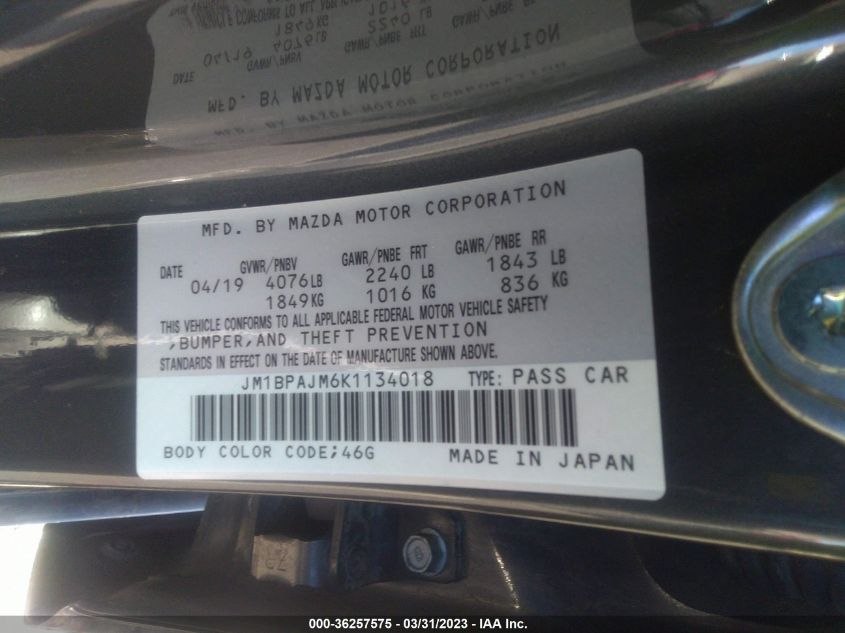 MFD. BY MAZDA MOTOR CORPORATION
DATE GVWR/PNBV GAWR/PNBE FRT GAWR/PNBE RR
04/19 4076LB 2240 LB 1843 LB
1849KG 1016 KG 836 KG
THIS VEHICLE CONFORMS TO ALL APPLICABLE FEDERAL MOTOR VEHICLE SAFETY
,BUMPER,AND THEFT PREVENTION
STANDARDS IN EFFECT ON THE DATE OF MANUFACTURE SHOWN ABOVE.
JM1BPAJM6K1134018 TYPE: PASS CAR
BODY COLOR CODE;46G MADE IN JAPAN
000-36257575 - 03/31/2023 - IAA Inc.